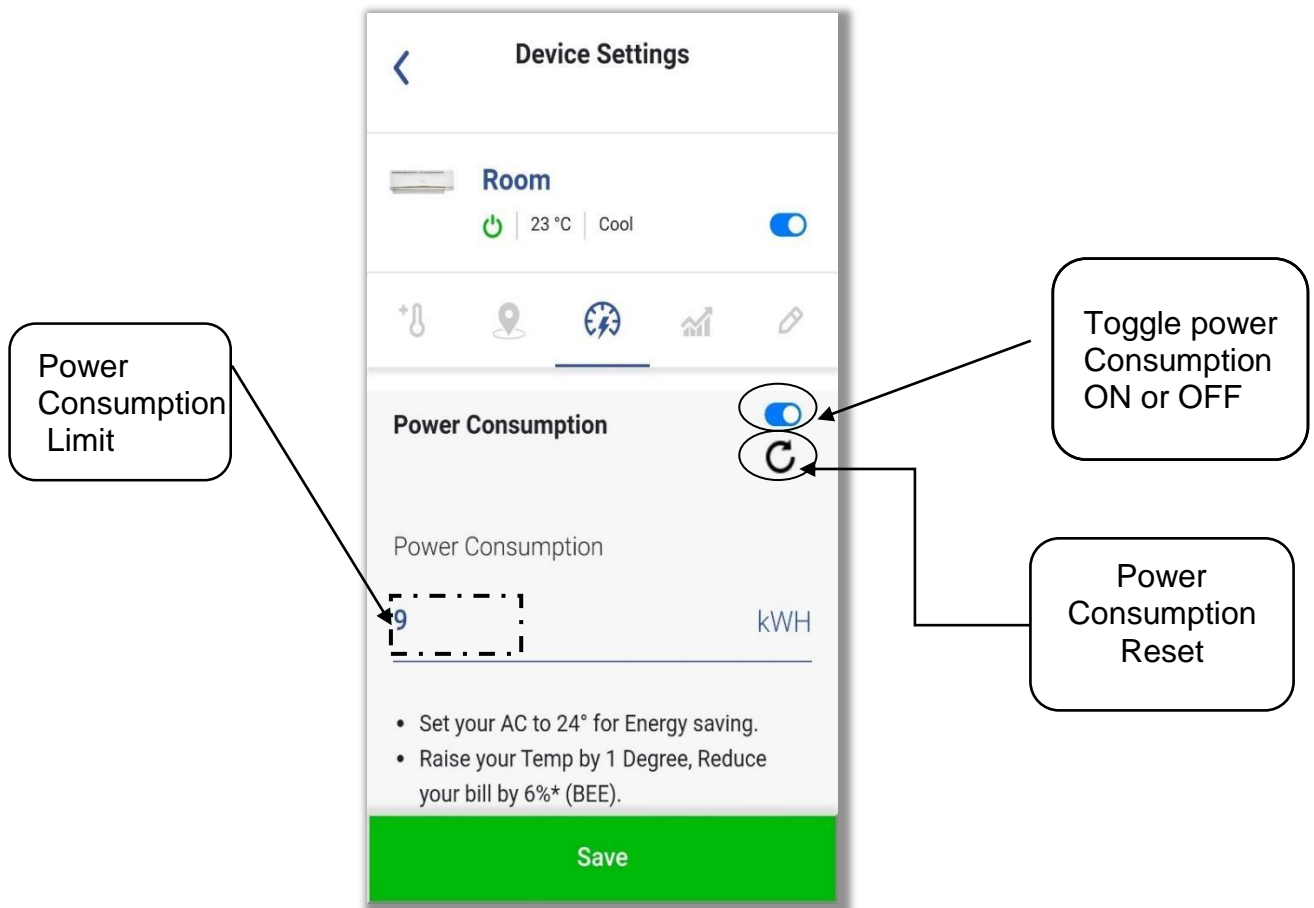 Device Settings
Room
23 °C | Cool
Power
Consumption
Limit
Toggle power
Consumption
ON or OFF
Power Consumption
Power Consumption
9 kWH
Power
Consumption
Reset
• Set your AC to 24° for Energy saving.
• Raise your Temp by 1 Degree, Reduce
your bill by 6%* (BEE).
Save